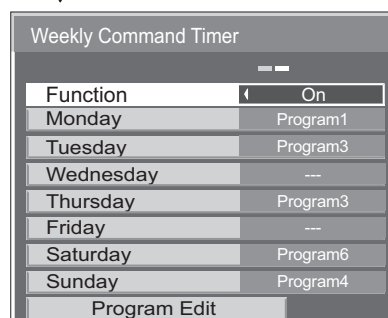 Weekly Command Timer
Function On
Monday Program1
Tuesday Program3
Wednesday ---
Thursday Program3
Friday ---
Saturday Program6
Sunday Program4
Program Edit